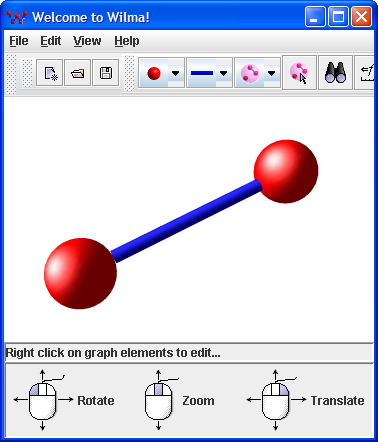 Welcome to Wilma!
File Edit View Help
Right click on graph elements to edit...
Rotate Zoom Translate